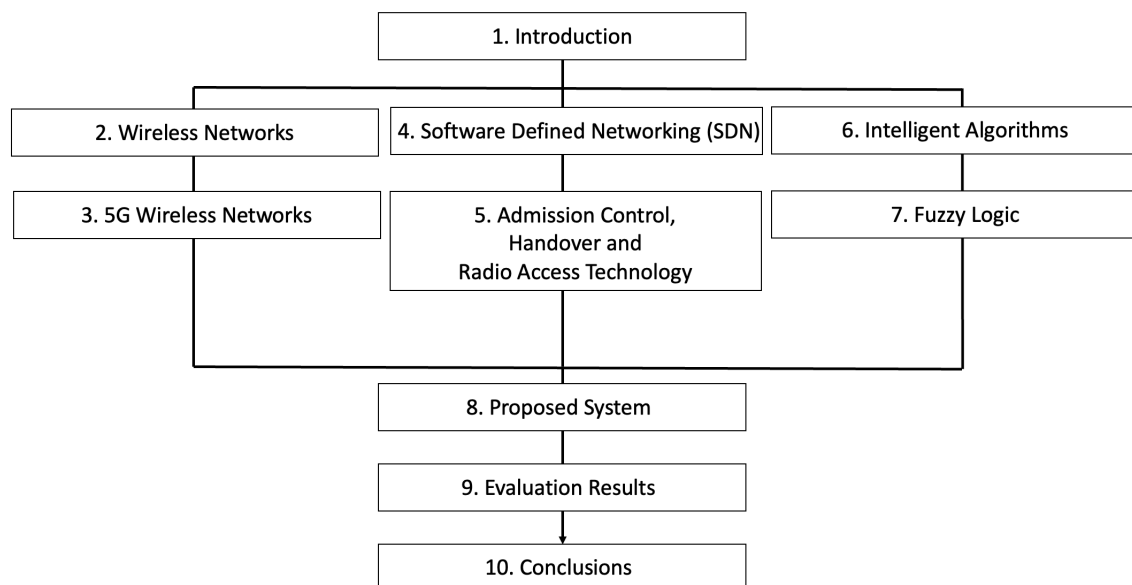 1. Introduction
2. Wireless Networks
4. Software Defined Networking (SDN)
6. Intelligent Algorithms
3. 5G Wireless Networks
5. Admission Control,
Handover and
Radio Access Technology
7. Fuzzy Logic
8. Proposed System
9. Evaluation Results
10. Conclusions